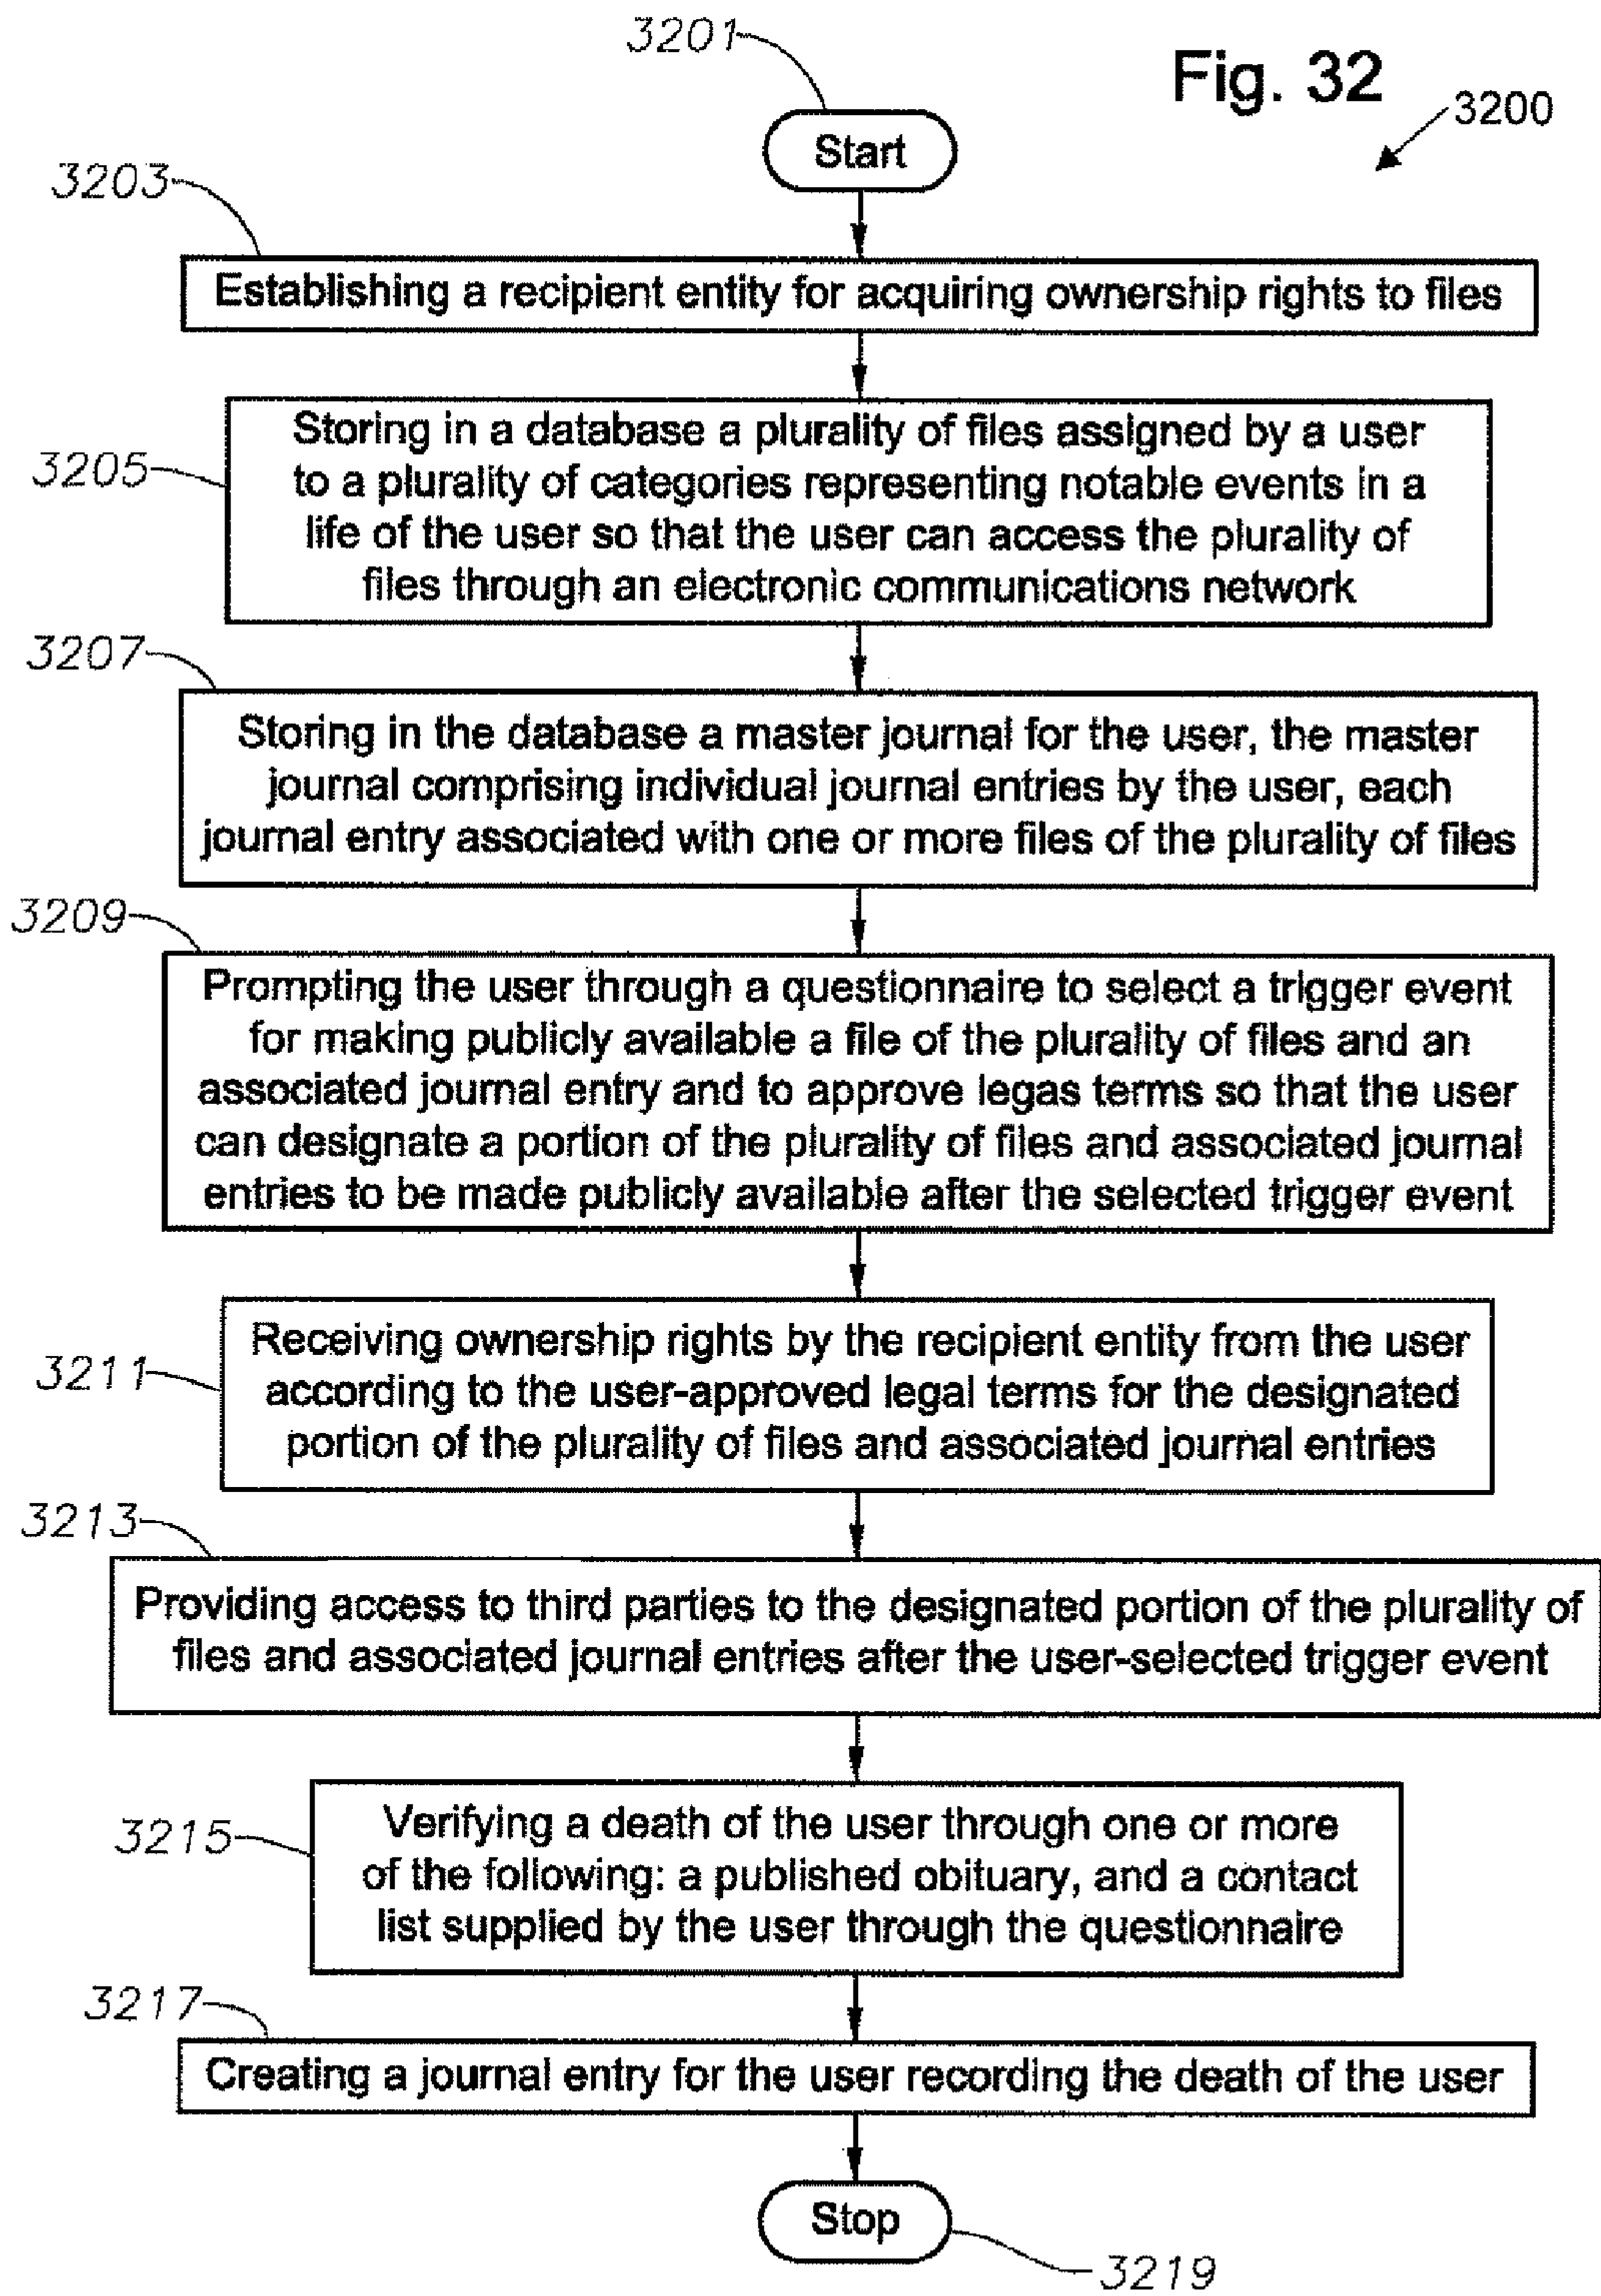 3201
Fig. 32
3200
Start
3203
Establishing a recipient entity for acquiring ownership rights to files
3205
Storing in a database a plurality of files assigned by a user
to a plurality of categories representing notable events in a
life of the user so that the user can access the plurality of
files through an electronic communications network
3207
Storing in the database a master journal for the user, the master
journal comprising individual journal entries by the user, each
journal entry associated with one or more files of the plurality of files
3209
Prompting the user through a questionnaire to select a trigger event
for making publicly available a file of the plurality of files and an
associated journal entry and to approve legas terms so that the user
can designate a portion of the plurality of files and associated journal
entries to be made publicly available after the selected trigger event
3211
Receiving ownership rights by the recipient entity from the user
according to the user-approved legal terms for the designated
portion of the plurality of files and associated journal entries
3213
Providing access to third parties to the designated portion of the plurality of
files and associated journal entries after the user-selected trigger event
3215
Verifying a death of the user through one or more
of the following: a published obituary, and a contact
list supplied by the user through the questionnaire
3217
Creating a journal entry for the user recording the death of the user
Stop
3219